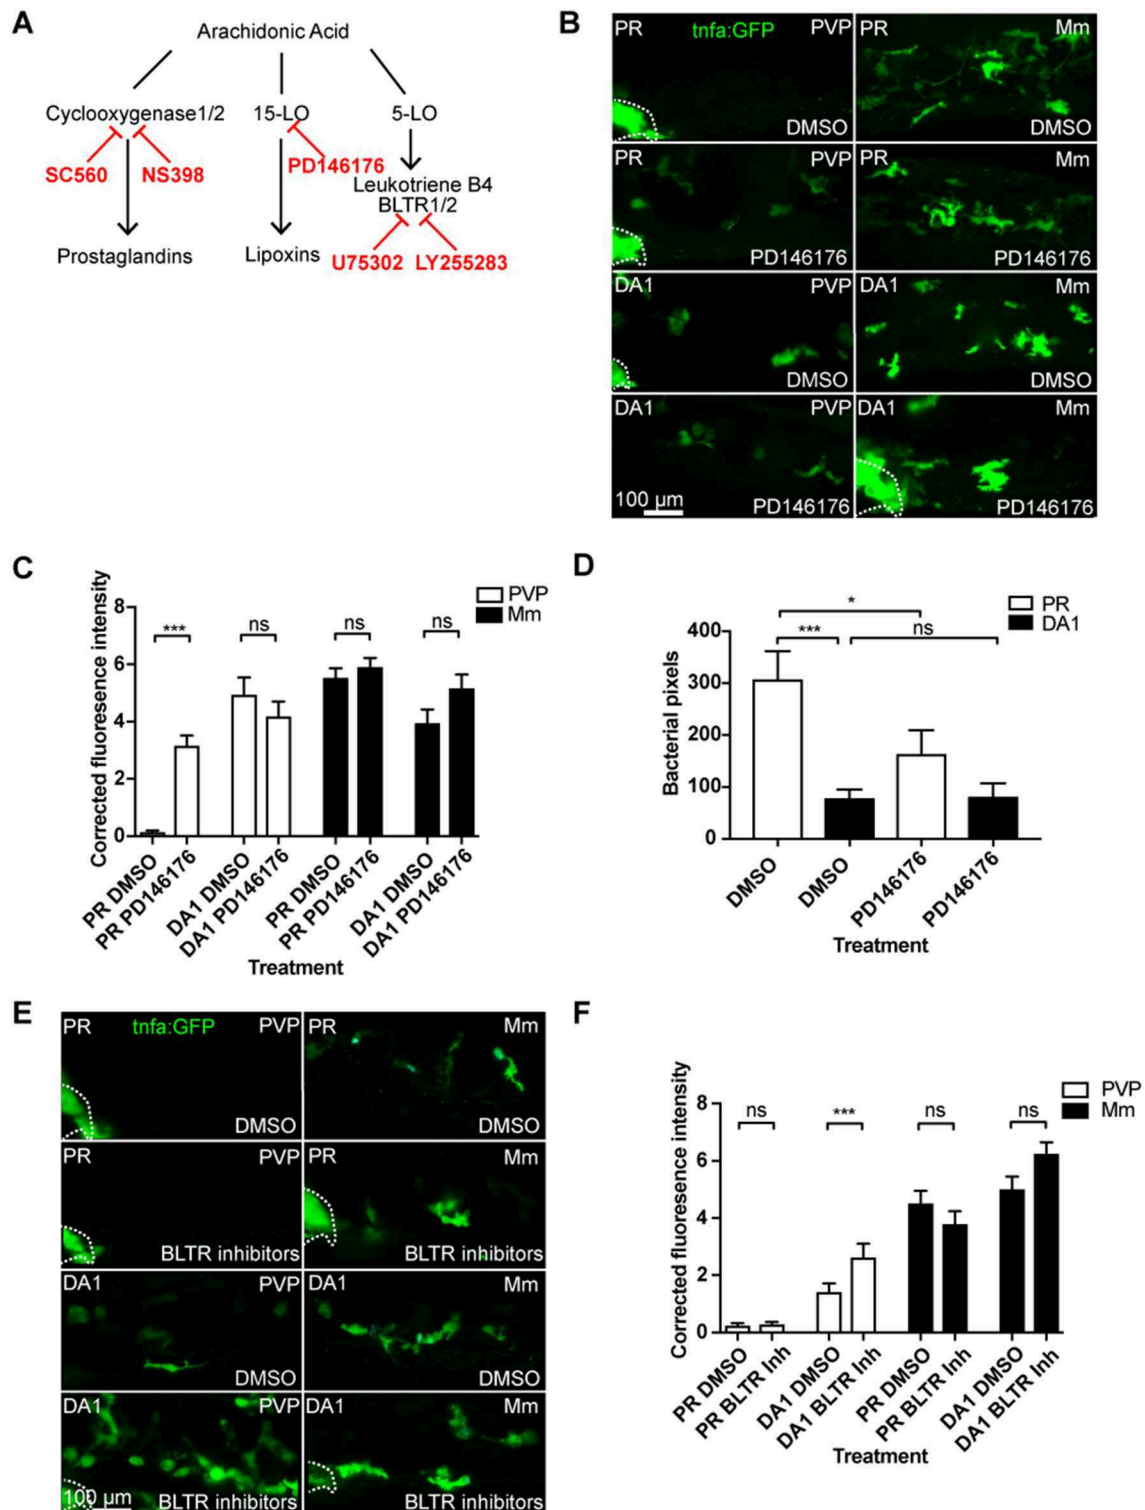 A
Arachidonic Acid
Cyclooxygenase1/2 15-LO 5-LO
SC560 NS398 PD146176
Leukotriene B4
BLTR1/2
Prostaglandins Lipoxins U75302 LY255283
B
PR tnfa:GFP PVP PR Mm
DMSO DMSO
PR PVP PR Mm
PD146176 PD146176
DA1 PVP DA1 Mm
DMSO DMSO
DA1 PVP DA1 Mm
100 µm PD146176 PD146176
C
Corrected fluoresence intensity
8
6
4
2
0
*** ns ns ns
PVP
Mm
PR DMSO
PR PD146176
DA1 DMSO
DA1 PD146176
PR DMSO
PR PD146176
DA1 DMSO
DA1 PD146176
Treatment
D
Bacterial pixels
400
300
200
100
0
*
*** ns
PR
DA1
DMSO
DMSO
PD146176
PD146176
Treatment
E
PR tnfa:GFP PVP PR Mm
DMSO DMSO
PR PVP PR Mm
BLTR inhibitors BLTR inhibitors
DA1 PVP DA1 Mm
DMSO DMSO
DA1 PVP DA1 Mm
100 µm BLTR inhibitors BLTR inhibitors
F
Corrected fluoresence intensity
8
6
4
2
0
ns *** ns ns
PVP
Mm
PR DMSO
PR BLTR Inh
DA1 DMSO
DA1 BLTR Inh
PR DMSO
PR BLTR Inh
DA1 DMSO
DA1 BLTR Inh
Treatment